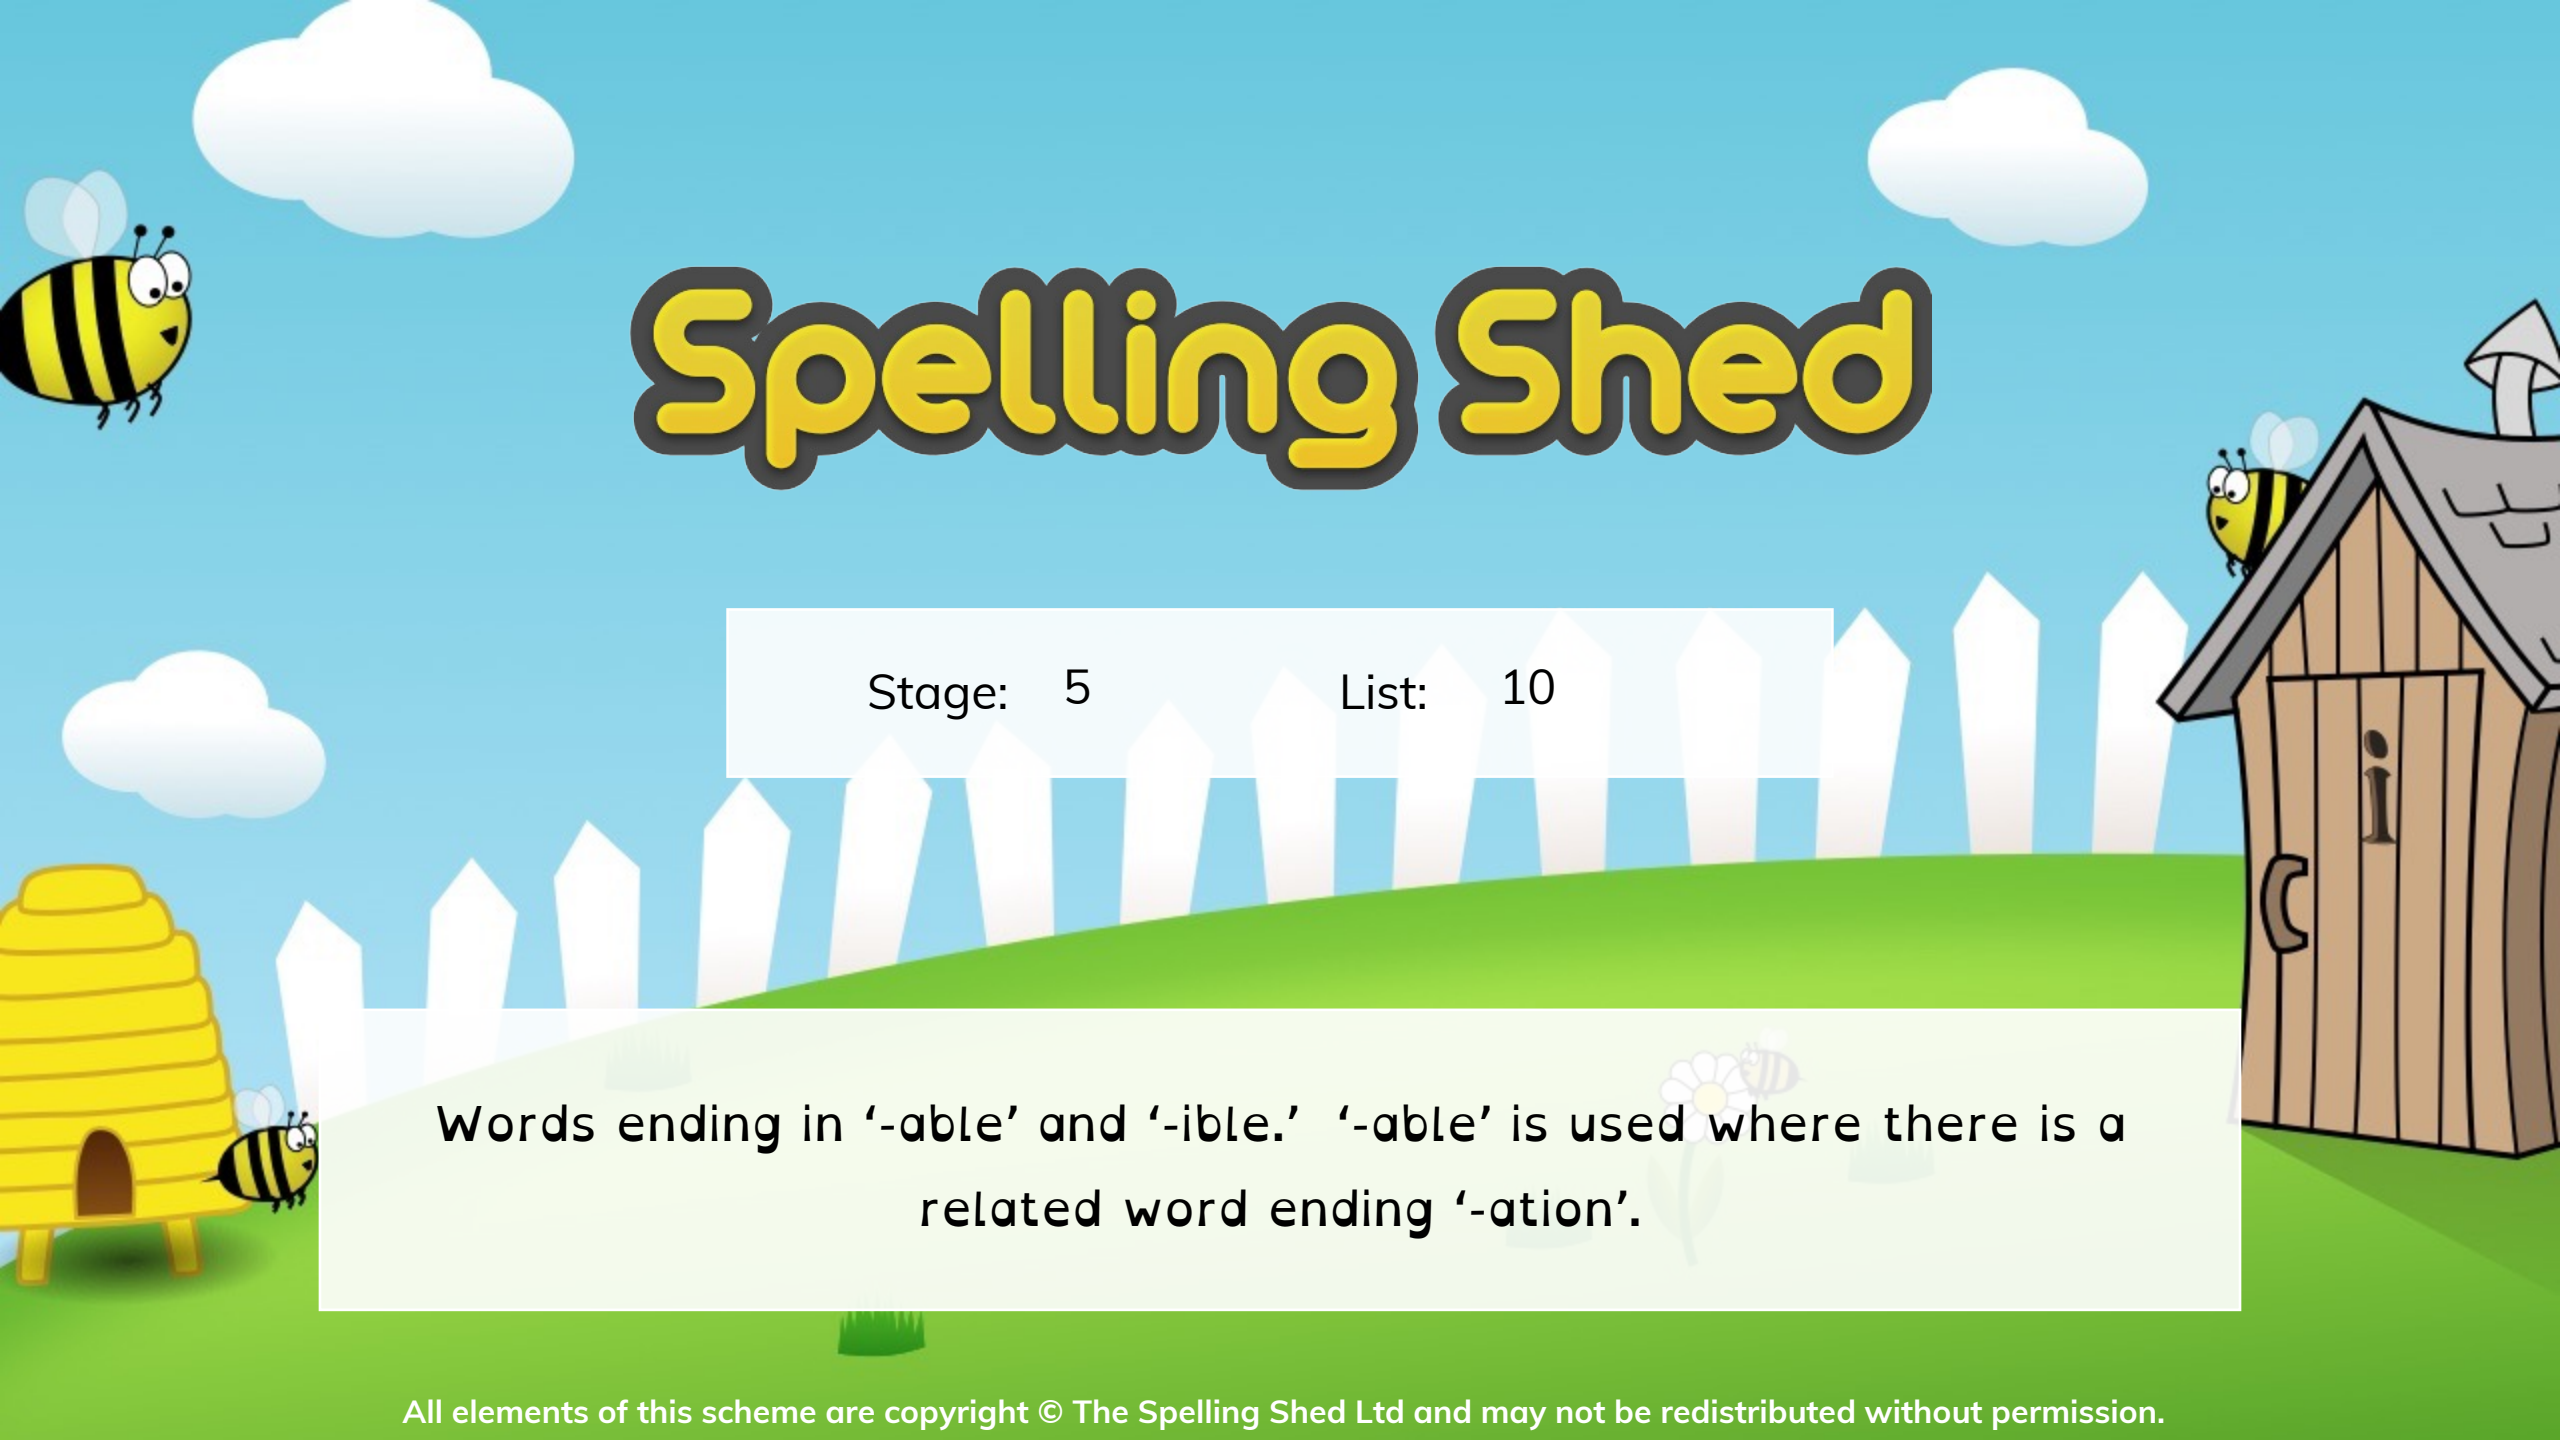 Spelling Shed
Stage: 5 List: 10
i
Words ending in ‘-able’ and ‘-ible.’ ‘-able’ is used where there is a
related word ending ‘-ation’.
All elements of this scheme are copyright © The Spelling Shed Ltd and may not be redistributed without permission.